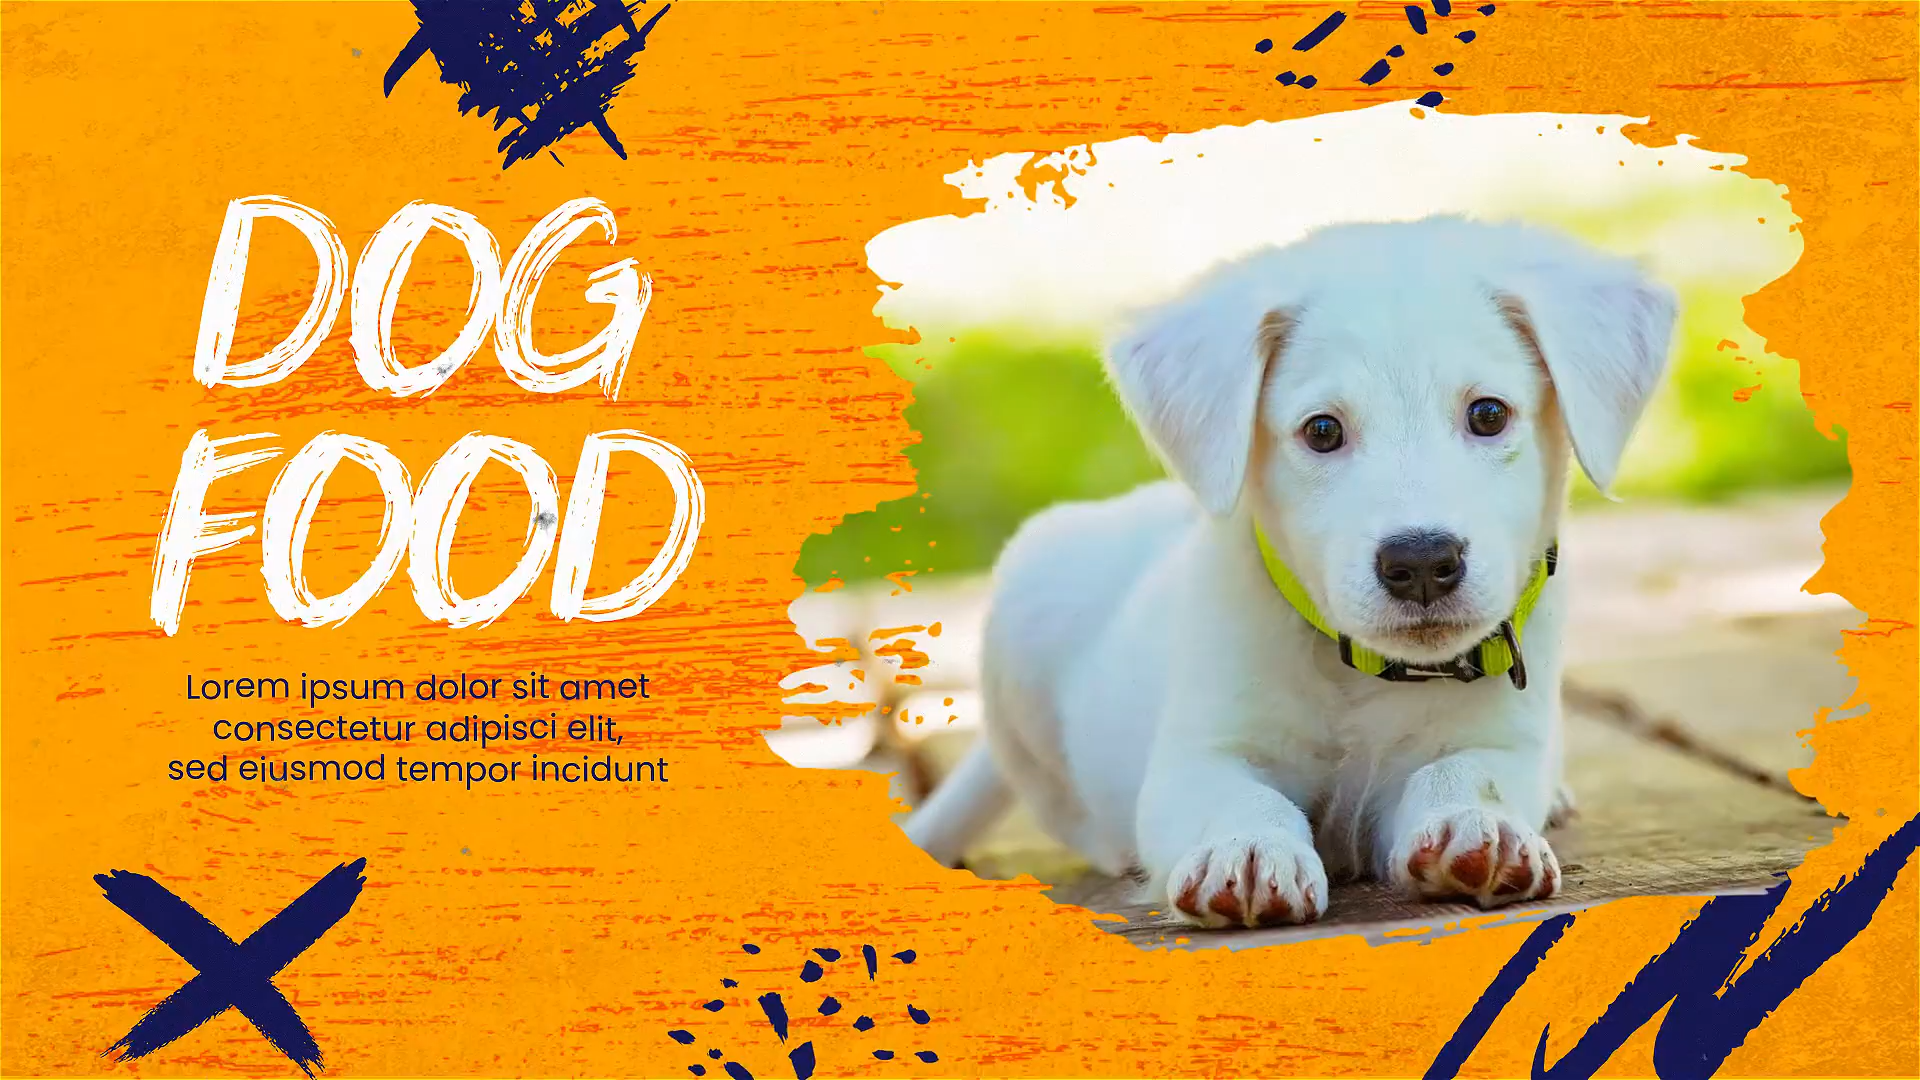 DOG
FOOD
Lorem ipsum dolor sit amet
consectetur adipisci elit,
sed eiusmod tempor incidunt